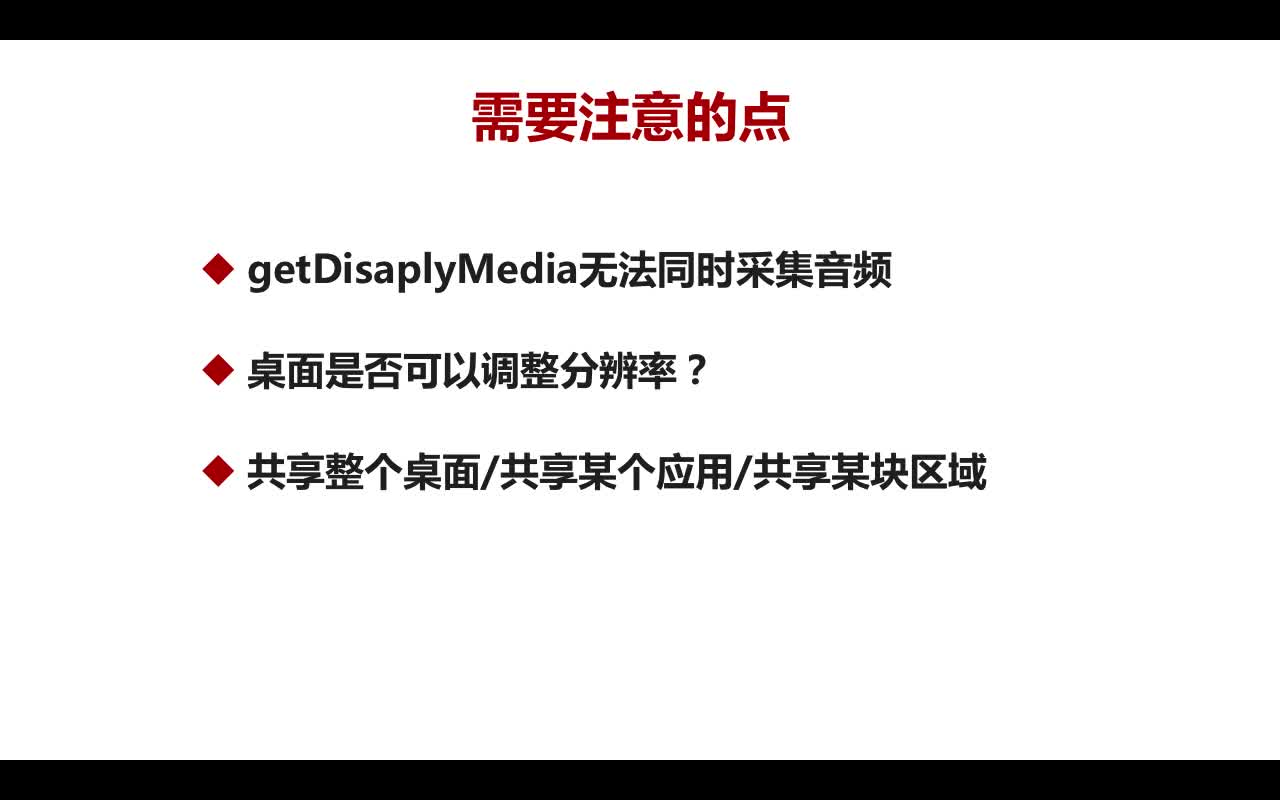 需要注意的点
getDisaplyMedia无法同时采集音频
桌面是否可以调整分辨率？
共享整个桌面/共享某个应用/共享某块区域